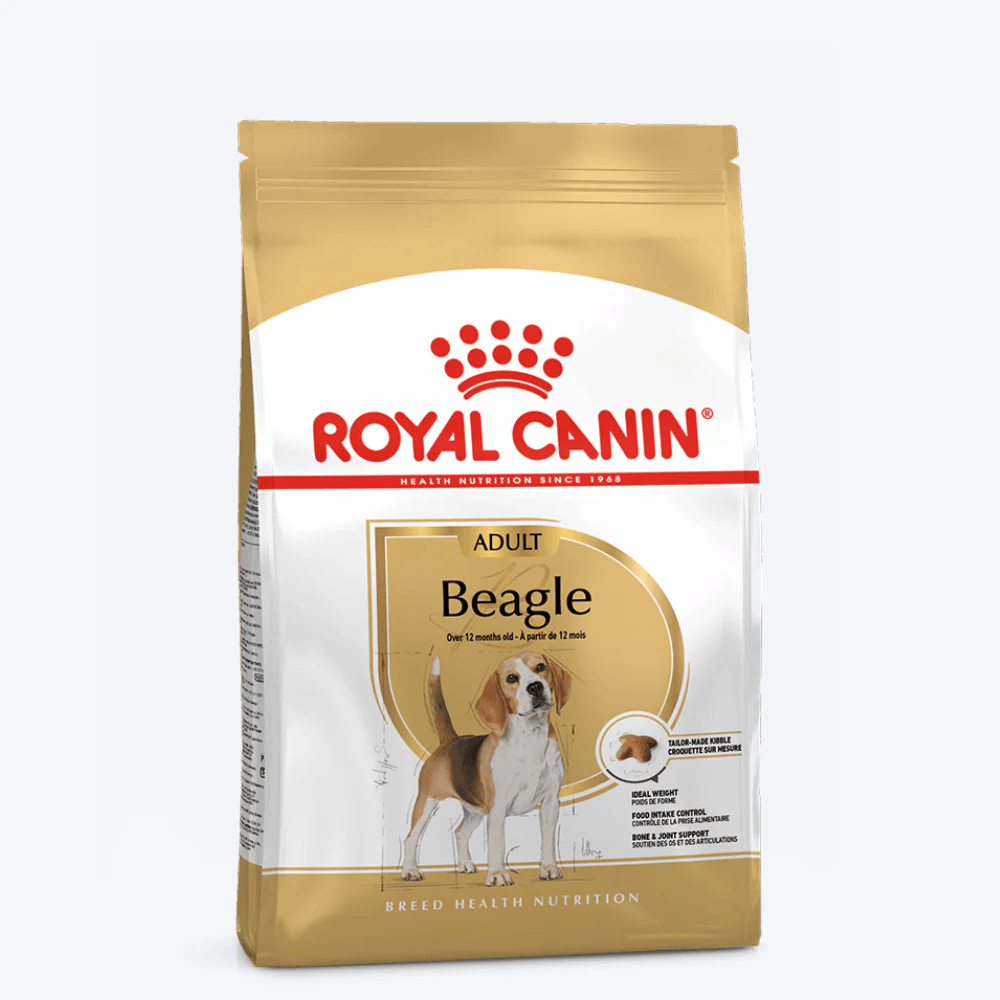 ROYAL CANIN®
HEALTH NUTRITION SINCE 1968
ADULT
Beagle
Over 12 months old - À partir de 12 mois
TAILOR-MADE KIBBLE
CROQUETTE SUR MESURE
IDEAL WEIGHT
POIDS DE FORME
FOOD INTAKE CONTROL
CONTRÔLE DE LA PRISE ALIMENTAIRE
BONE & JOINT SUPPORT
SOUTIEN DES OS ET DES ARTICULATIONS
BREED HEALTH NUTRITION